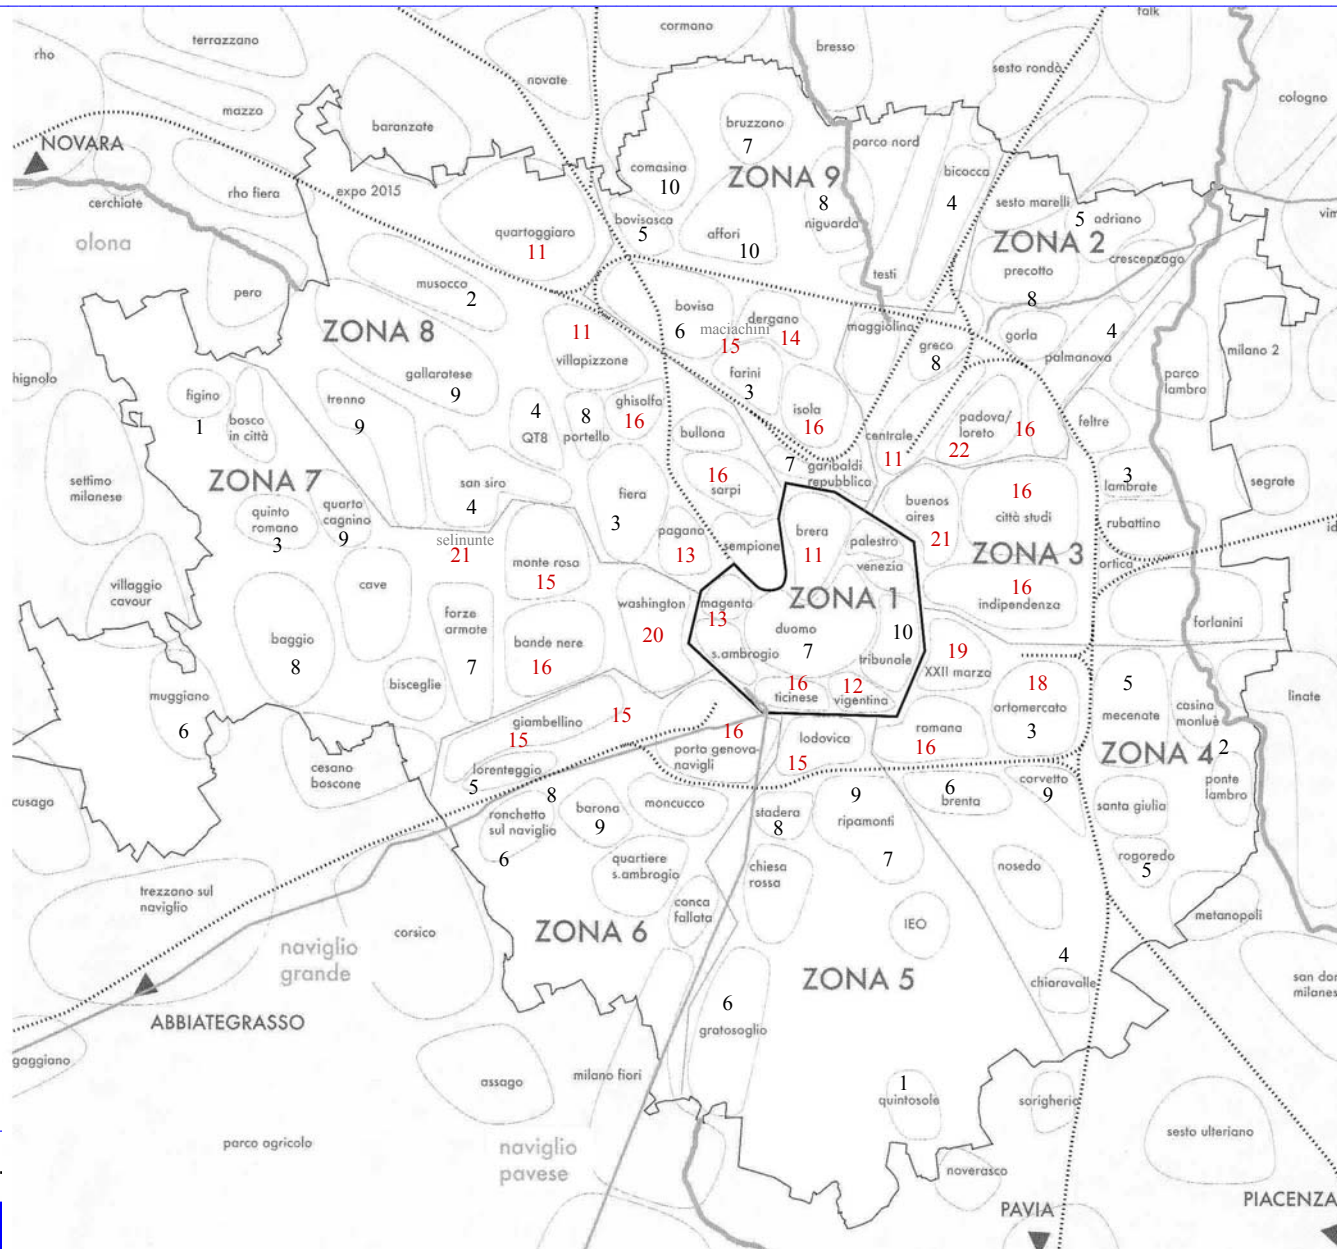 cormano
falk
terrazzano
bresso
rho
sesto rondò
novate
cologno
mazzo
bruzzano
baranzate
7
NOVARA
parco nord
comasina
ZONA 9
bicocca
10
expo 2015
rho fiera
4
cerchiate
8
sesto marelli
5
adriano
vim
bovisasca
niguarda
quartoggiaro
5
affori
olona
11
10
ZONA 2
crescenzago
precotto
testi
musocco
8
pero
2
bovisa
dergano
ZONA 8
11
6
maciachini
maggiolina
gorla
4
15
14
greco
villapizzone
palmanova
milano 2
8
hignolo
gallaratese
farini
parco
lambro
figino
9
3
trenno
ghisolfa
4
8
isola
padova/
loreto
1
bosco
in città
9
16
16
feltre
QT8
portello
bullona
16
centrale
22
7
garibaldi
repubblica
11
3
ZONA 7
san siro
16
sarpi
lambrate
settimo
milanese
segrate
fiera
16
4
buenos
aires
quinto
romano
quarto
cagnino
città studi
rubattino
3
3
9
pagano
brera
selinunte
21
palestro
21
13
sempione
11
ZONA 3
monte rosa
cave
venezia
ortica
15
16
villaggio
cavour
ZONA 1
washington
magenta
indipendenza
forze
armate
13
forlanini
baggio
20
duomo
10
bande nere
s.ambrogio
7
19
8
7
16
tribunale
XXII marzo
bisceglie
16
12
18
5
muggiano
ticinese
vigentina
linate
6
giambellino
15
ortomercato
mecenate
cascina
monluè
15
16
lodovica
romana
3
porta genova-
navigli
15
16
ZONA 4
2
cesano
boscone
lorenteggio
5
corvetto
ponte
lambro
8
9
6
9
cusago
ronchetto
sul naviglio
barona
moncucco
brenta
stadera
santa giulia
9
8
ripamonti
6
quartiere
s.ambrogio
7
rogoredo
chiesa
rossa
nosedo
5
trezzano sul
naviglio
conca
fallata
metanopoli
IEO
corsico
ZONA 6
naviglio
grande
4
ZONA 5
chiaravalle
san don
milanes
6
ABBIATEGRASSO
gratosoglio
gaggiano
assago
milano fiori
1
quintosole
sorigherio
parco agricolo
sesto ulteriano
naviglio
pavese
noverasco
PAVIA
PIACENZA